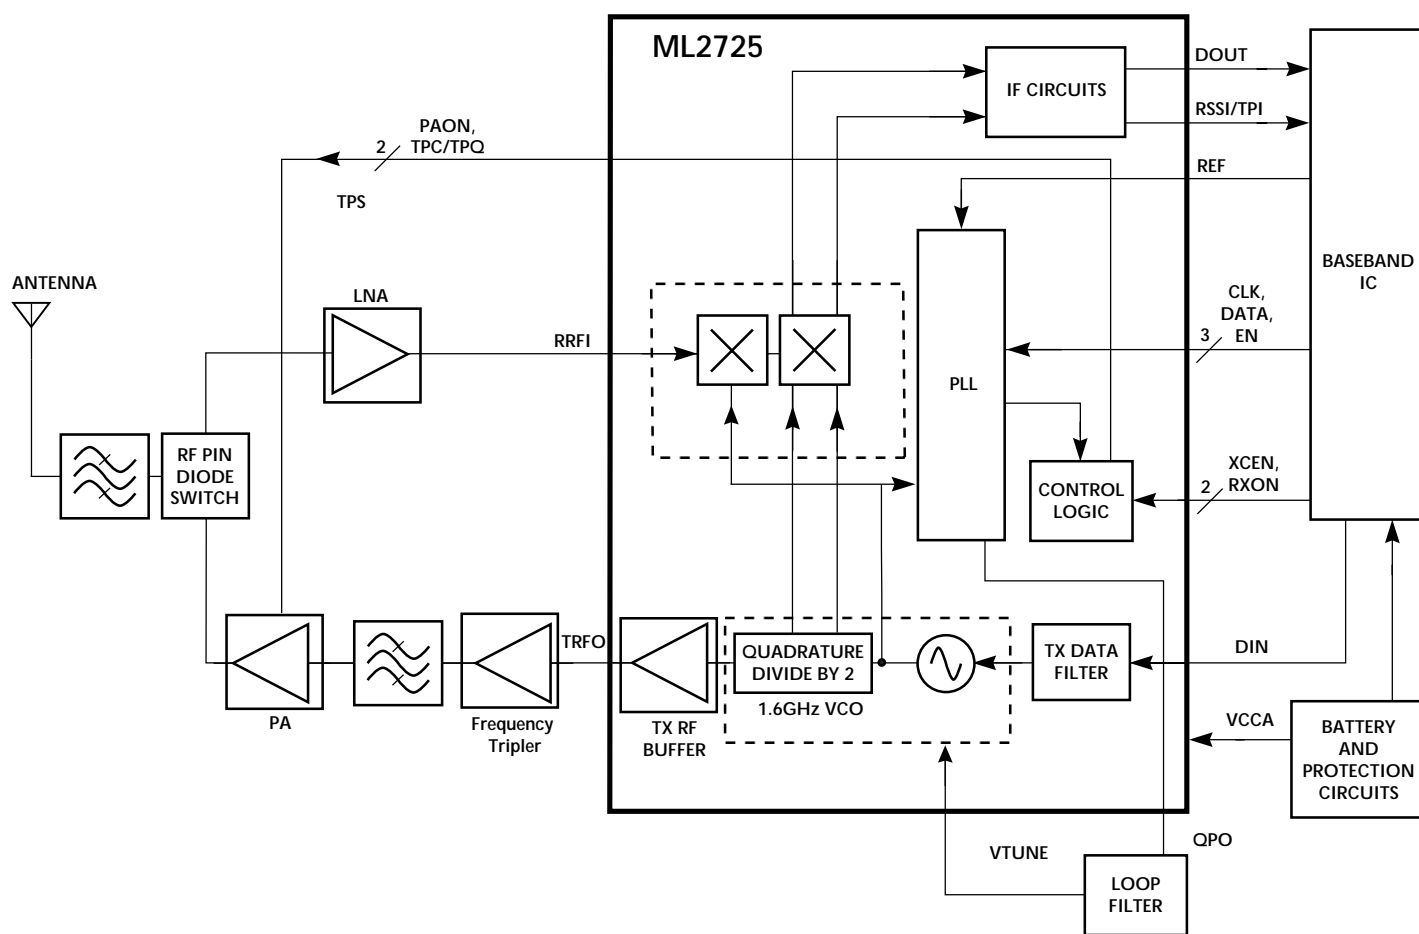 ML2725
DOUT
IF CIRCUITS
RSSI/TPI
PAON,
2 TPC/TPQ
REF
TPS
BASEBAND
IC
ANTENNA
LNA
CLK,
DATA,
3 EN
RRFI
PLL
RF PIN
DIODE
SWITCH
XCEN,
2 RXON
CONTROL
LOGIC
TRFO
DIN
QUADRATURE
DIVIDE BY 2
TX DATA
FILTER
1.6GHz VCO
PA
Frequency
Tripler
TX RF
BUFFER
VCCA
BATTERY
AND
PROTECTION
CIRCUITS
QPO
VTUNE
LOOP
FILTER